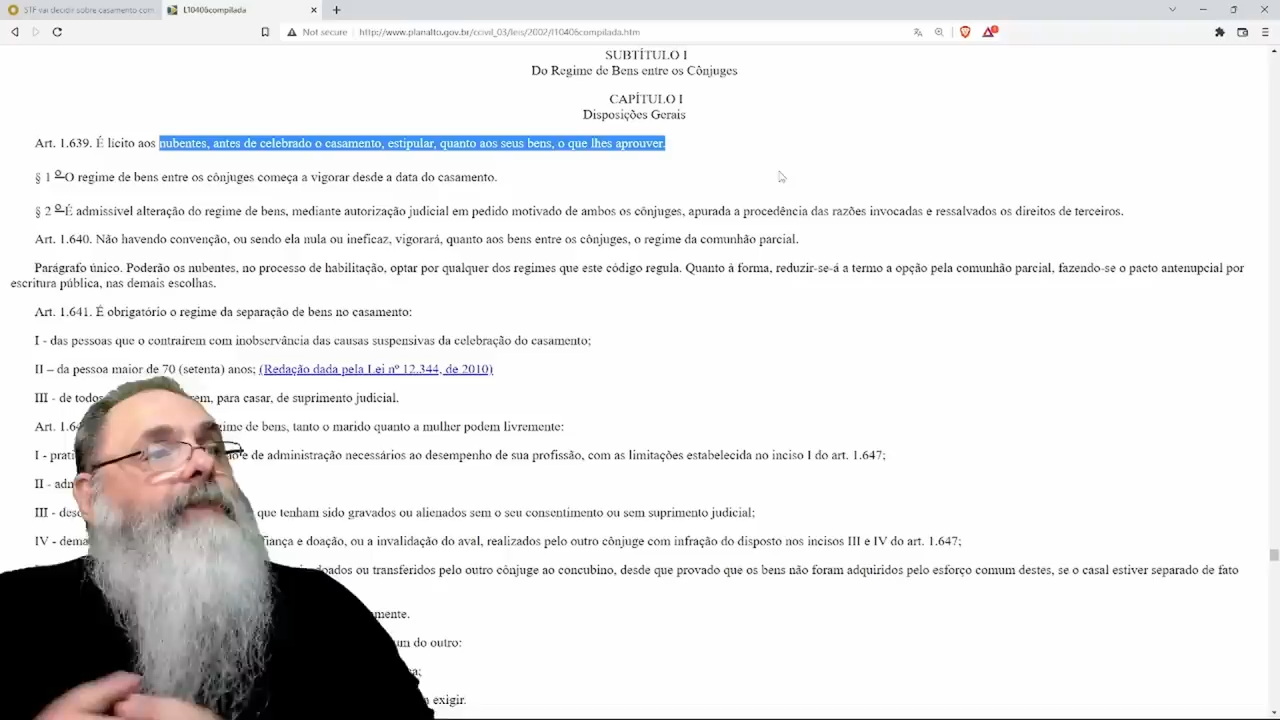 STF vai decidir sobre casamento com
L10406compilada
Not secure
http://www.planalto.gov.br/ccivil_03/leis/2002/l10406compilada.htm
SUBTÍTULO I
Do Regime de Bens entre os Cônjuges
CAPÍTULO I
Disposições Gerais
Art. 1.639. É lícito aos nubentes, antes de celebrado o casamento, estipular, quanto aos seus bens, o que lhes aprouver.
§ 1 o O regime de bens entre os cônjuges começa a vigorar desde a data do casamento.
§ 2 o É admissível alteração do regime de bens, mediante autorização judicial em pedido motivado de ambos os cônjuges, apurada a procedência das razões invocadas e ressalvados os direitos de terceiros.
Art. 1.640. Não havendo convenção, ou sendo ela nula ou ineficaz, vigorará, quanto aos bens entre os cônjuges, o regime da comunhão parcial.
Parágrafo único. Poderão os nubentes, no processo de habilitação, optar por qualquer dos regimes que este código regula. Quanto à forma, reduzir-se-á a termo a opção pela comunhão parcial, fazendo-se o pacto antenupcial por
escritura pública, nas demais escolhas.
Art. 1.641. É obrigatório o regime da separação de bens no casamento:
I - das pessoas que o contraírem com inobservância das causas suspensivas da celebração do casamento;
II – da pessoa maior de 70 (setenta) anos; (Redação dada pela Lei nº 12.344, de 2010)
III - de todos rem, para casar, de suprimento judicial.
Art. 1.64 ime de bens, tanto o marido quanto a mulher podem livremente:
I - prati e de administração necessários ao desempenho de sua profissão, com as limitações estabelecida no inciso I do art. 1.647;
II - adm
III - des que tenham sido gravados ou alienados sem o seu consentimento ou sem suprimento judicial;
IV - dema iança e doação, ou a invalidação do aval, realizados pelo outro cônjuge com infração do disposto nos incisos III e IV do art. 1.647;
doados ou transferidos pelo outro cônjuge ao concubino, desde que provado que os bens não foram adquiridos pelo esforço comum destes, se o casal estiver separado de fato
mente.
um do outro:
a;
exigir.